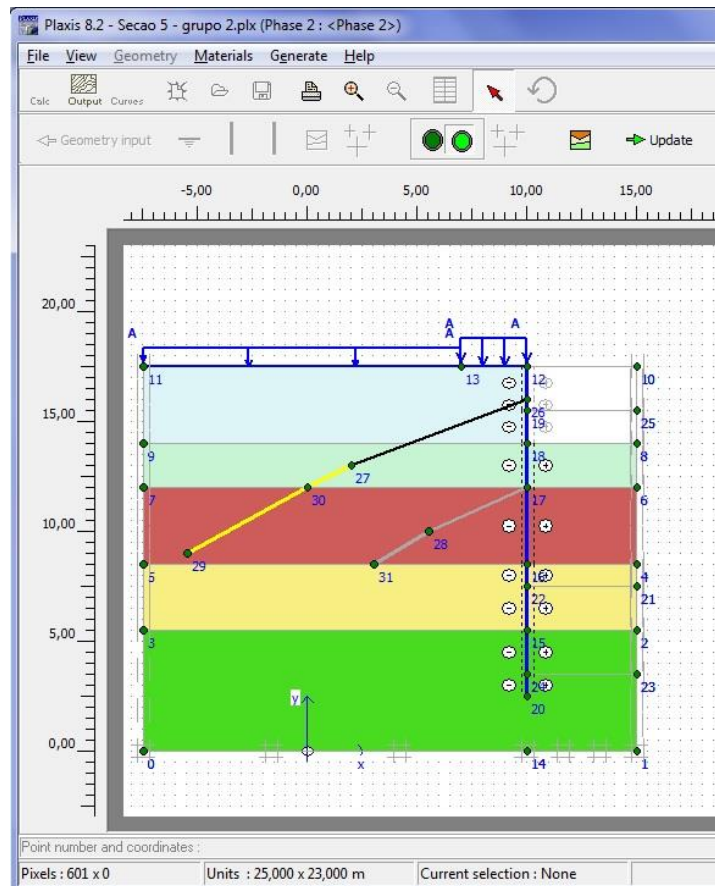 Plaxis 8.2 - Secao 5 - grupo 2.plx (Phase 2 : <Phase 2>)
File View Geometry Materials Generate Help
Calc Output Curves
Geometry input Update
-5,00 0,00 5,00 10,00 15,00
20,00
A A A
A
11 13 12 10
26
15,00
19 25
9 18 8
27
7 30 17 6
10,00
28
29
31
5 16 4
22 21
5,00
3 15 2
24 23
y
20
0,00
x
0 14 1
Point number and coordinates :
Pixels : 601 x 0 Units : 25,000 x 23,000 m Current selection : None